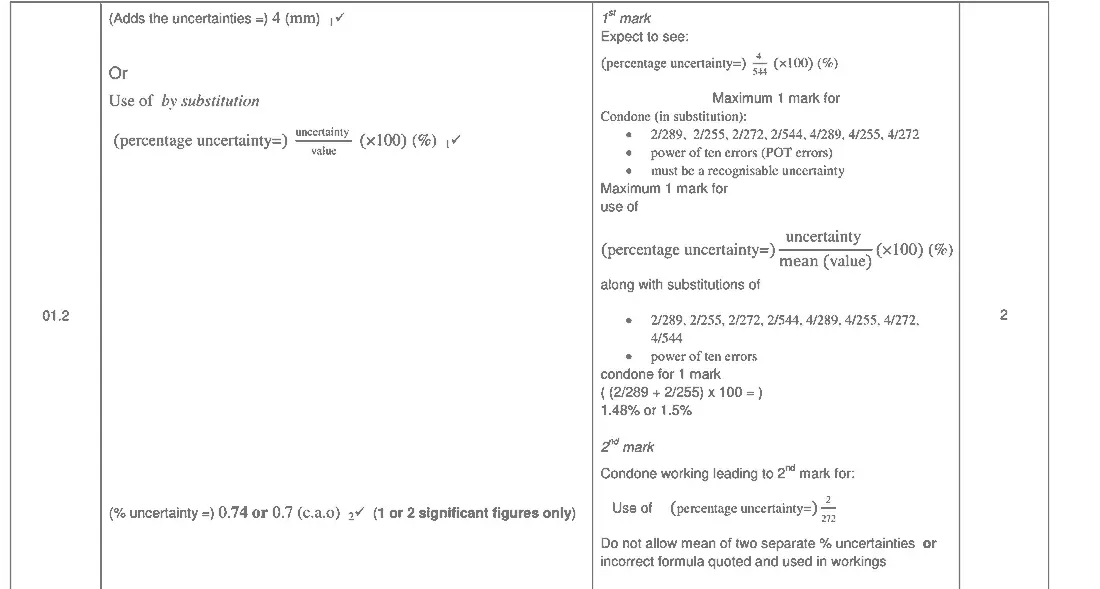 01.2
(Adds the uncertainties =) 4 (mm) 1✓
Or
Use of by substitution
(percentage uncertainty=) uncertainty/value (×100) (%) 1✓
(% uncertainty =) 0.74 or 0.7 (c.a.o) 2✓ (1 or 2 significant figures only)
1st mark
Expect to see:
(percentage uncertainty=) 4/544 (×100) (%)
Maximum 1 mark for
Condone (in substitution):
• 2/289, 2/255, 2/272, 2/544, 4/289, 4/255, 4/272
• power of ten errors (POT errors)
• must be a recognisable uncertainty
Maximum 1 mark for
use of
(percentage uncertainty=) uncertainty/mean (value) (×100) (%)
along with substitutions of
• 2/289, 2/255, 2/272, 2/544, 4/289, 4/255, 4/272,
4/544
• power of ten errors
condone for 1 mark
( (2/289 + 2/255) x 100 = )
1.48% or 1.5%
2nd mark
Condone working leading to 2nd mark for:
Use of (percentage uncertainty=) 2/272
Do not allow mean of two separate % uncertainties or
incorrect formula quoted and used in workings
2